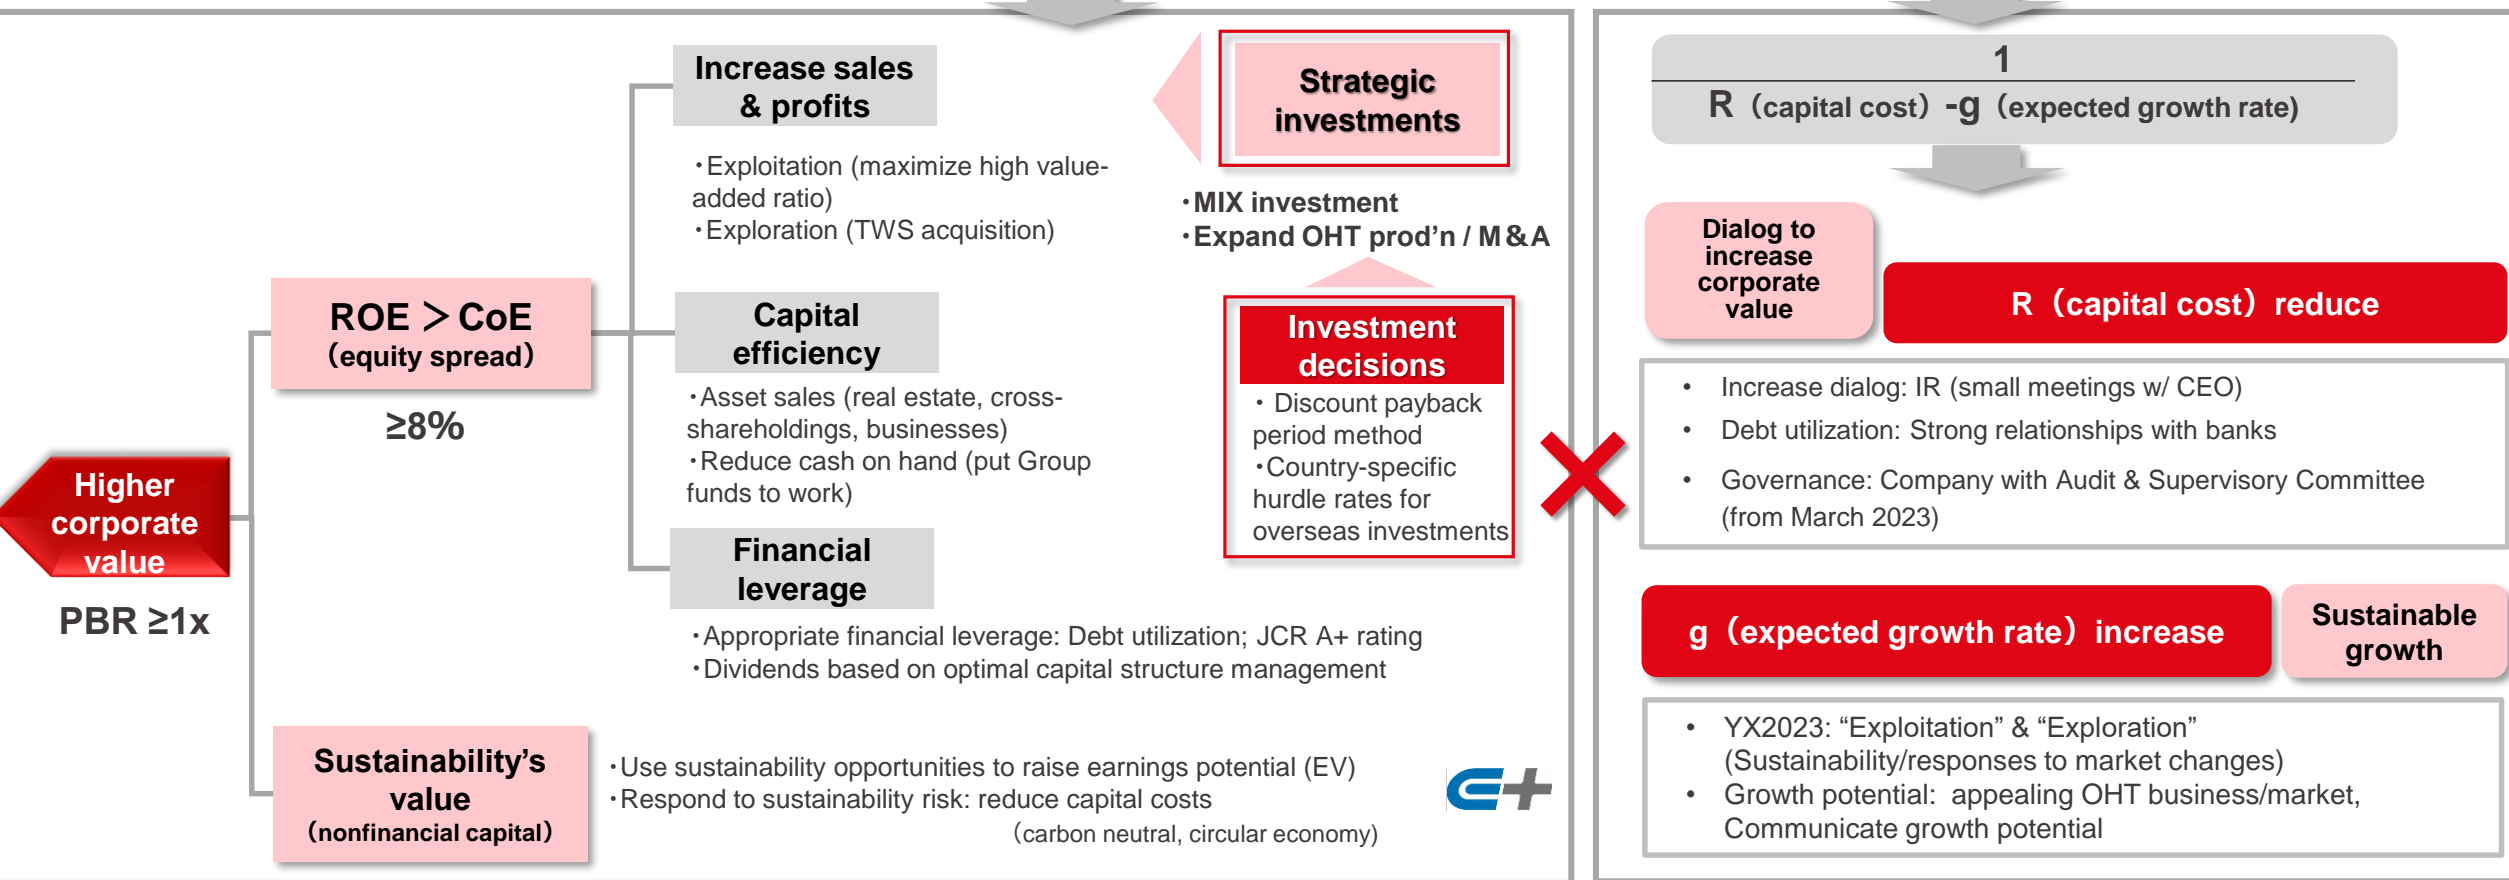 Higher
corporate
value
PBR ≥1x
ROE ＞CoE
（equity spread）
≥8%
Increase sales
& profits
・Exploitation (maximize high value-
added ratio)
・Exploration (TWS acquisition)
Strategic
investments
・MIX investment
・Expand OHT prod’n / M&A
Capital
efficiency
・Asset sales (real estate, cross-
shareholdings, businesses)
・Reduce cash on hand (put Group
funds to work)
Investment
decisions
・ Discount payback
period method
・Country-specific
hurdle rates for
overseas investments
Financial
leverage
・Appropriate financial leverage: Debt utilization; JCR A+ rating
・Dividends based on optimal capital structure management
Sustainability’s
value
（nonfinancial capital）
・Use sustainability opportunities to raise earnings potential (EV)
・Respond to sustainability risk: reduce capital costs
（carbon neutral, circular economy)
1
R（capital cost）-g（expected growth rate）
Dialog to
increase
corporate
value
R（capital cost）reduce
• Increase dialog: IR (small meetings w/ CEO)
• Debt utilization: Strong relationships with banks
• Governance: Company with Audit & Supervisory Committee
(from March 2023)
g（expected growth rate）increase
Sustainable
growth
• YX2023: “Exploitation” & “Exploration”
(Sustainability/responses to market changes)
• Growth potential: appealing OHT business/market,
Communicate growth potential